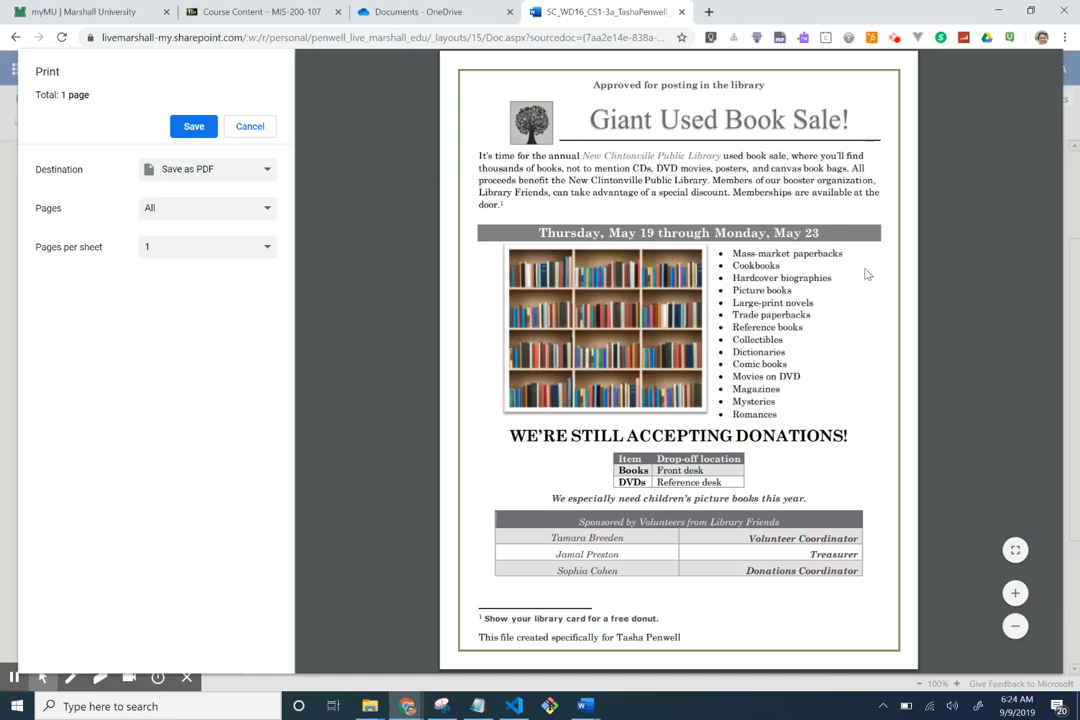 myMU | Marshall University
Course Content – MIS-200-107
Documents - OneDrive
SC_WD16_CS1-3a_TashaPenwell_
livemarshall-my.sharepoint.com/:w:/r/personal/penwell_live_marshall_edu/_layouts/15/Doc.aspx?sourcedoc={7aa2e14e-838a-...
Print
Total: 1 page
Save
Cancel
Destination
Save as PDF
Pages
All
Pages per sheet
1
Approved for posting in the library
Giant Used Book Sale!
It's time for the annual New Clintonville Public Library used book sale, where you'll find
thousands of books, not to mention CDs, DVD movies, posters, and canvas book bags. All
proceeds benefit the New Clintonville Public Library. Members of our booster organization,
Library Friends, can take advantage of a special discount. Memberships are available at the
door.1
Thursday, May 19 through Monday, May 23
• Mass-market paperbacks
• Cookbooks
• Hardcover biographies
• Picture books
• Large-print novels
• Trade paperbacks
• Reference books
• Collectibles
• Dictionaries
• Comic books
• Movies on DVD
• Magazines
• Mysteries
• Romances
WE'RE STILL ACCEPTING DONATIONS!
Item Drop-off location
Books Front desk
DVDs Reference desk
We especially need children's picture books this year.
Sponsored by Volunteers from Library Friends
Tamara Breeden Volunteer Coordinator
Jamal Preston Treasurer
Sophia Cohen Donations Coordinator
1 Show your library card for a free donut.
This file created specifically for Tasha Penwell
100%
Give Feedback to Microsoft
Type here to search
6:24 AM
9/9/2019
20